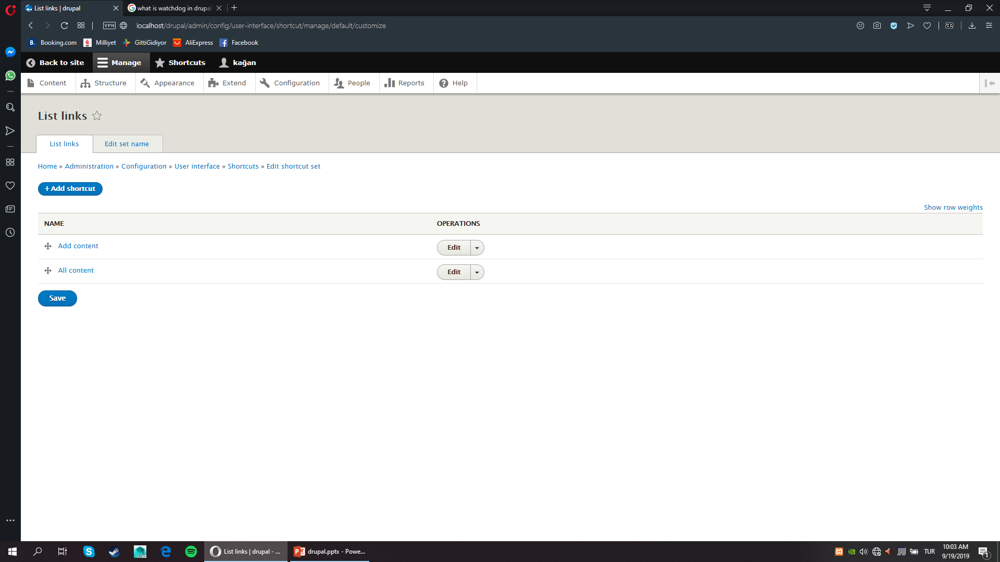 List links | drupal
what is watchdog in drupal
VPN
localhost/drupal/admin/config/user-interface/shortcut/manage/default/customize
B. Booking.com Milliyet GittiGidiyor AliExpress Facebook
Back to site Manage Shortcuts kağan
Content Structure Appearance Extend Configuration People Reports Help
List links
List links Edit set name
Home » Administration » Configuration » User interface » Shortcuts » Edit shortcut set
+ Add shortcut
Show row weights
NAME OPERATIONS
Add content Edit
All content Edit
Save
List links | drupal - ... drupal.pptx - Powe...
TUR
10:03 AM
9/19/2019
1